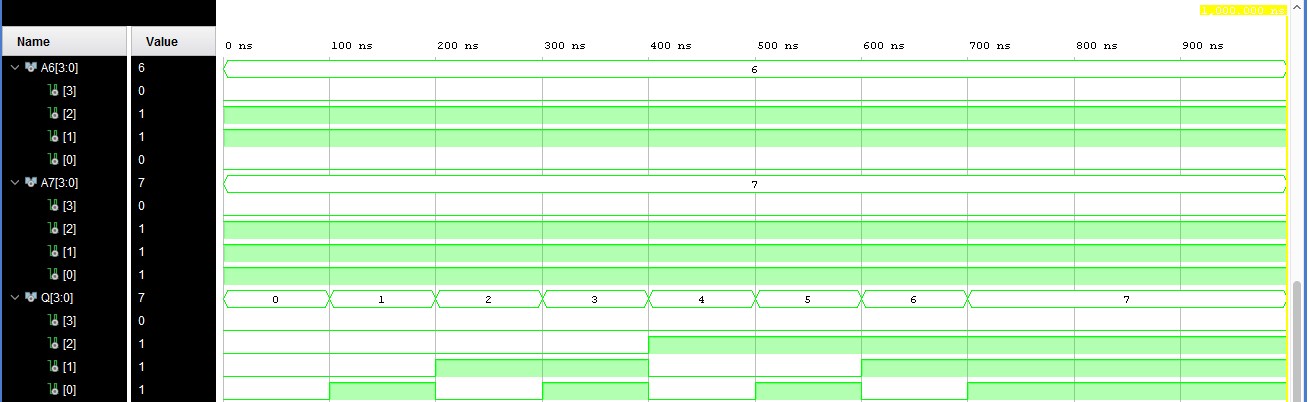 1,000.000 ns
Name Value
0 ns 100 ns 200 ns 300 ns 400 ns 500 ns 600 ns 700 ns 800 ns 900 ns
A6[3:0] 6 6
[3] 0
[2] 1
[1] 1
[0] 0
A7[3:0] 7 7
[3] 0
[2] 1
[1] 1
[0] 1
Q[3:0] 7 0 1 2 3 4 5 6 7
[3] 0
[2] 1
[1] 1
[0] 1